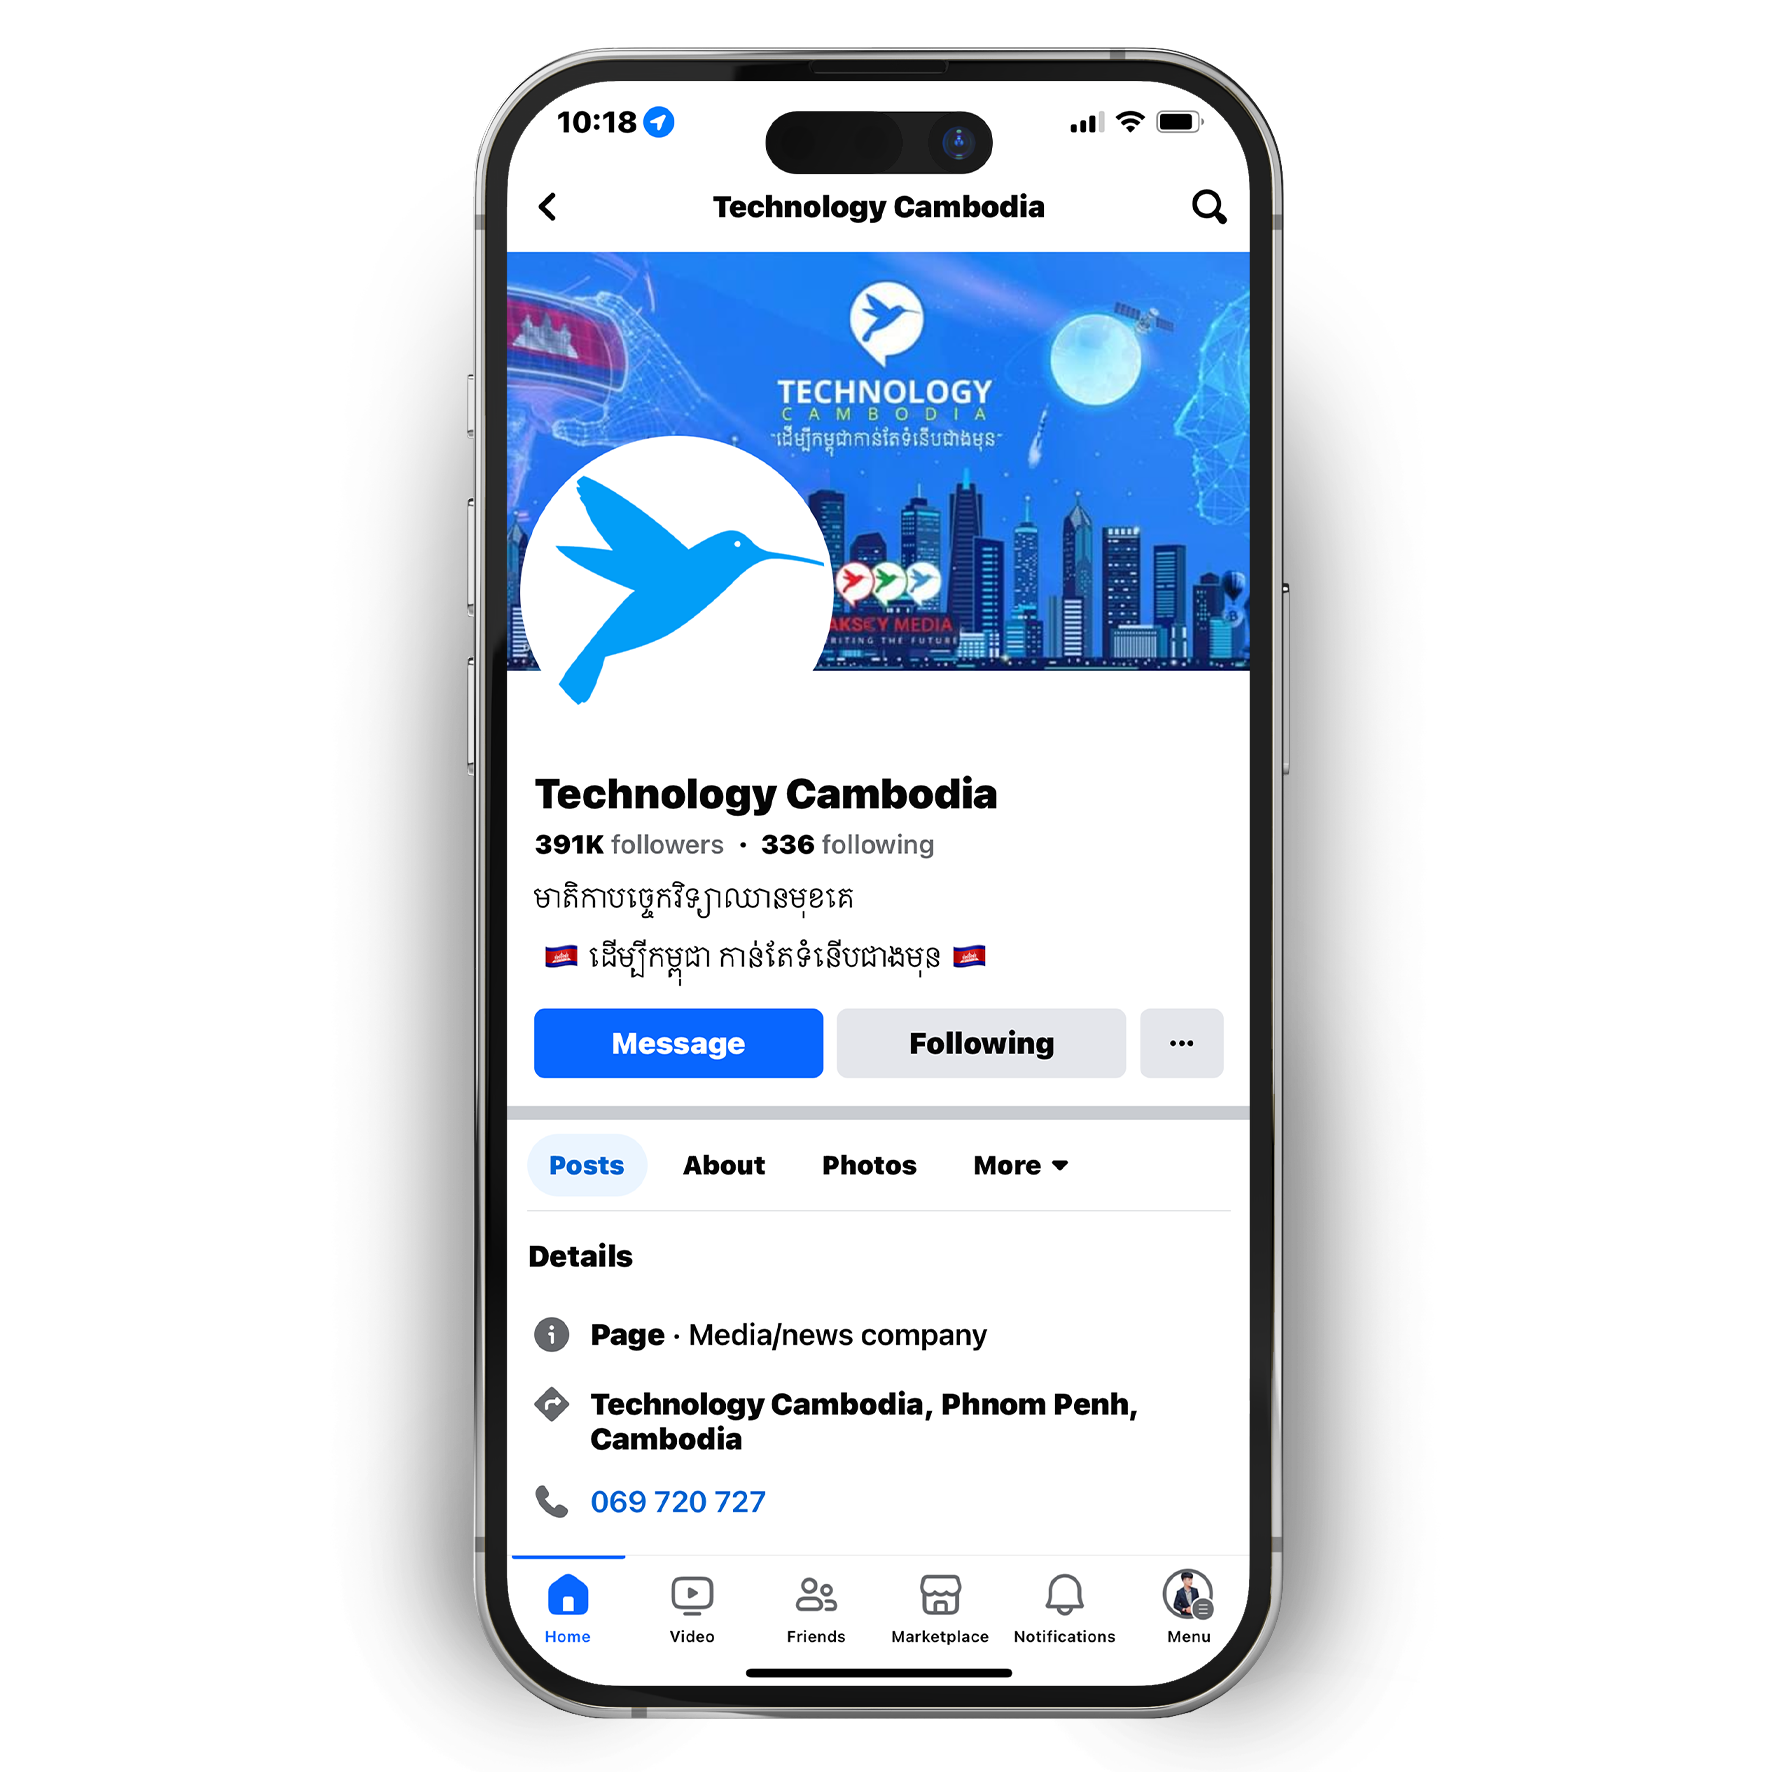 10:18
Technology Cambodia
TECHNOLOGY
CAMBODIA
"ដើម្បីកម្ពុជាកាន់តែទំនើបជាងមុន"
AKSEY MEDIA
RITING THE FUTURE
Technology Cambodia
391K followers · 336 following
មាតិកាបច្ចេកវិទ្យាឈានមុខគេ
🇰🇭 ដើម្បីកម្ពុជា កាន់តែទំនើបជាងមុន 🇰🇭
Message
Following
...
Posts
About
Photos
More
Details
Page · Media/news company
Technology Cambodia, Phnom Penh,
Cambodia
069 720 727
Home
Video
Friends
Marketplace
Notifications
Menu